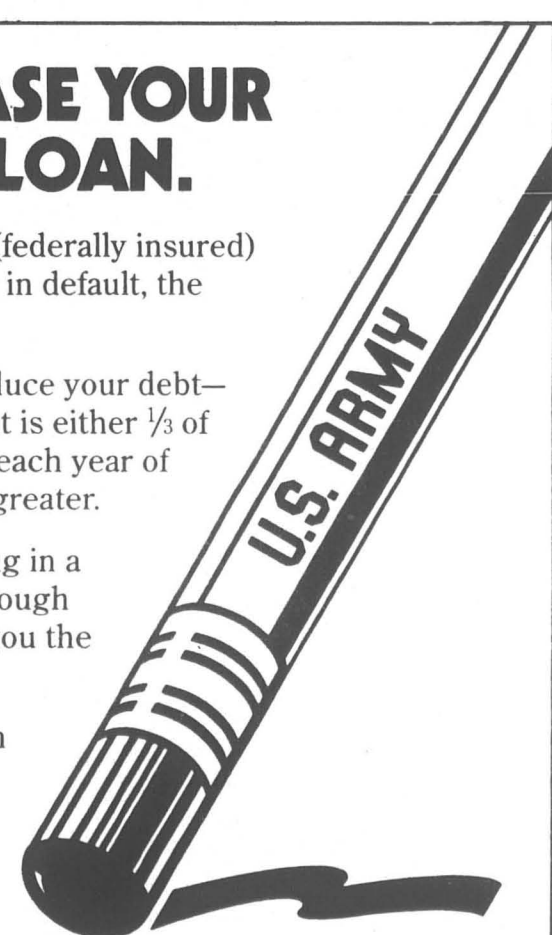 ASE YOUR
LOAN.
(federally insured)
in default, the
luce your debt—
t is either ⅓ of
each year of
greater.
g in a
ough
ou the
n
U.S. ARMY